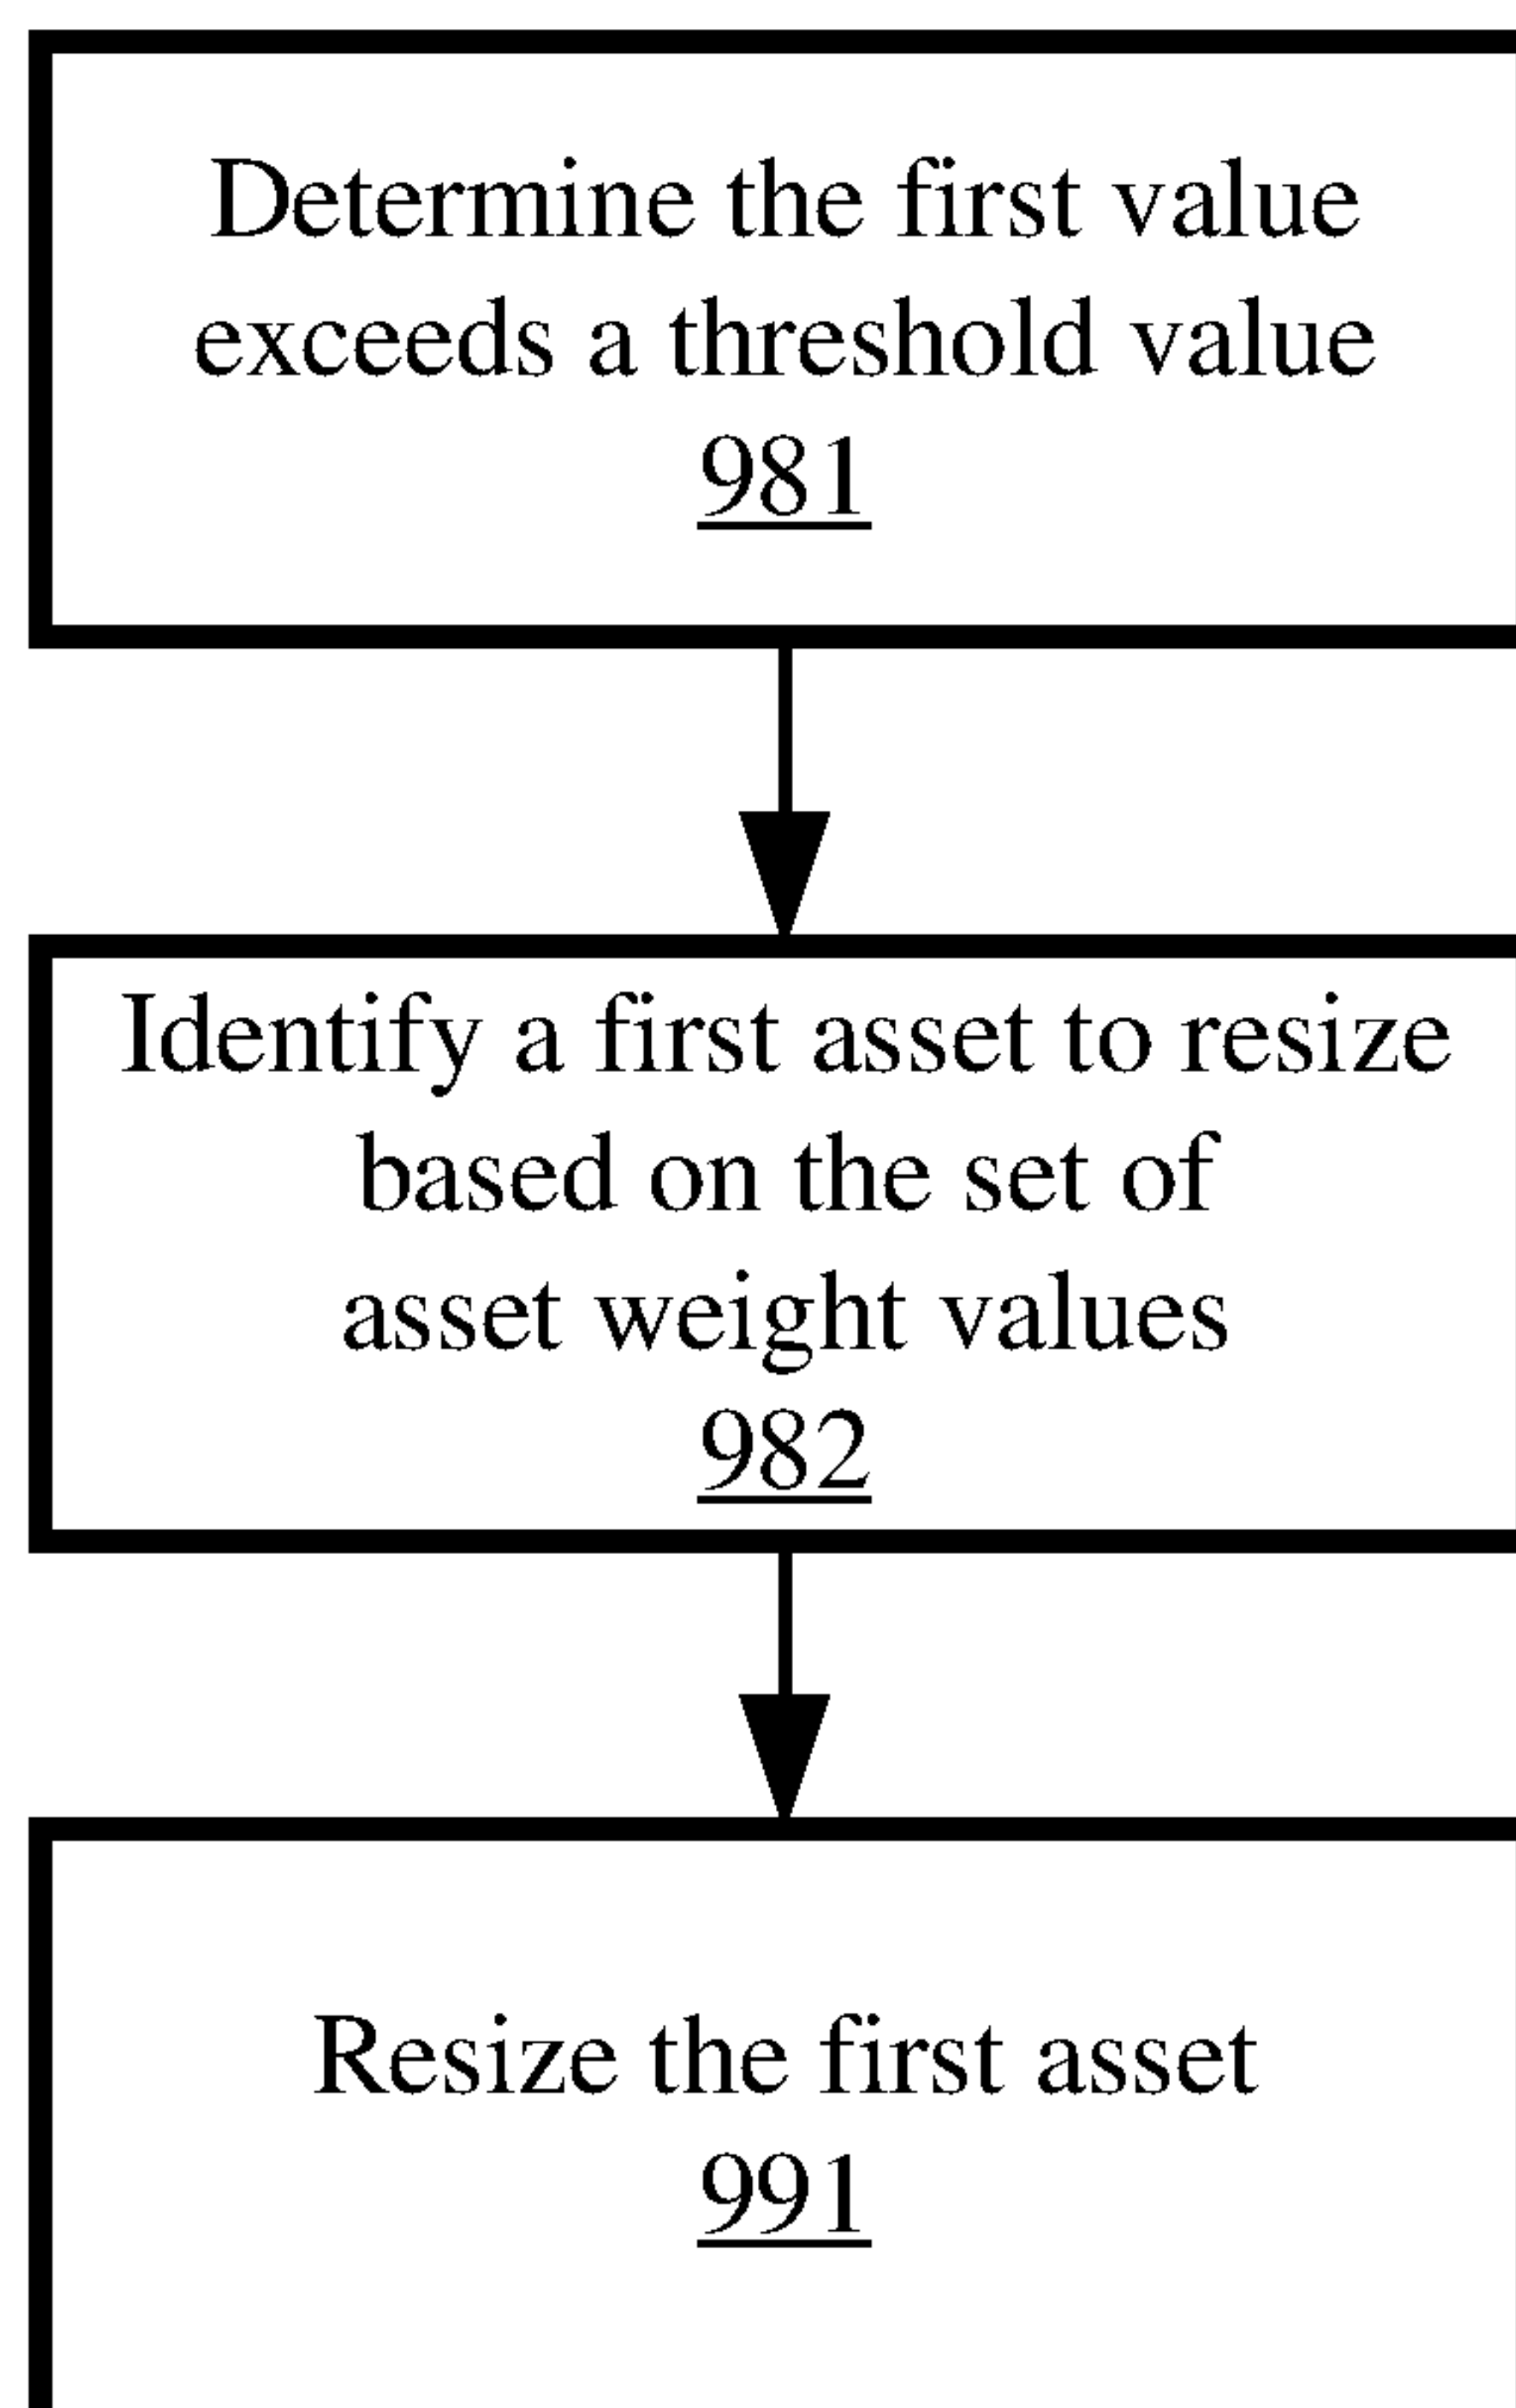 Determine the first value
exceeds a threshold value
981
Identify a first asset to resize
based on the set of
asset weight values
982
Resize the first asset
991